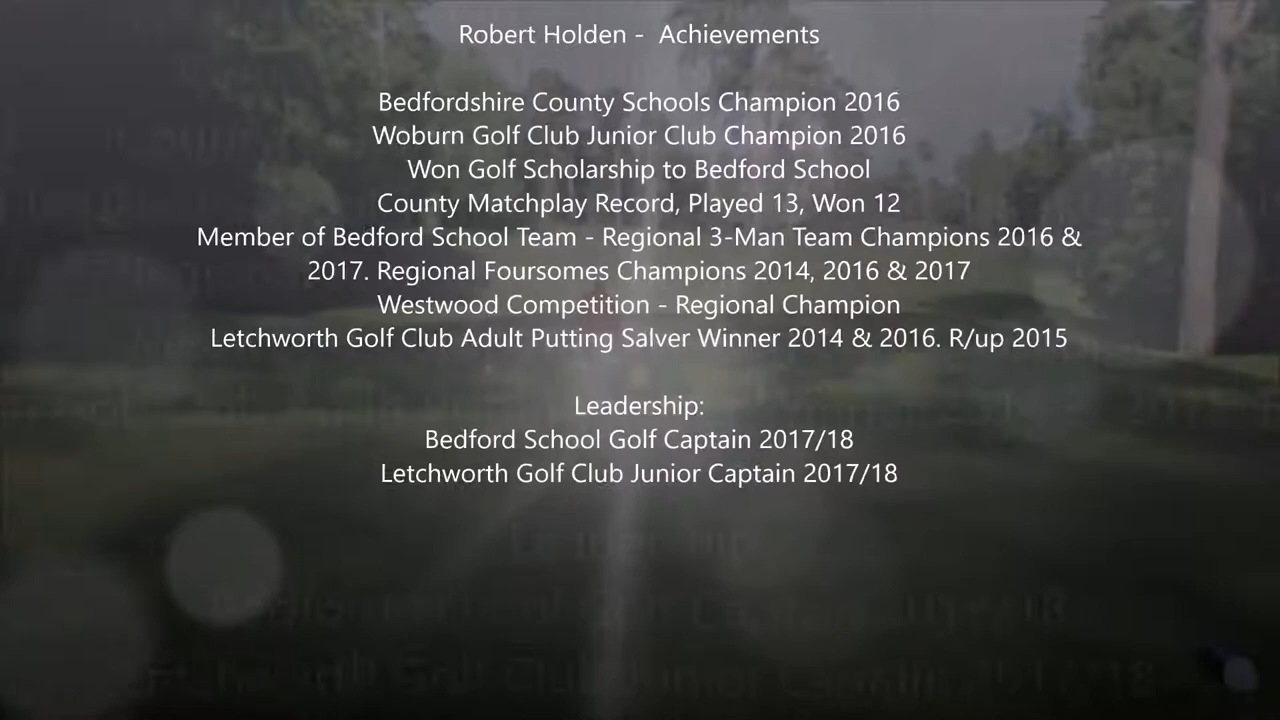 Robert Holden - Achievements
Bedfordshire County Schools Champion 2016
Woburn Golf Club Junior Club Champion 2016
Won Golf Scholarship to Bedford School
County Matchplay Record, Played 13, Won 12
Member of Bedford School Team - Regional 3-Man Team Champions 2016 &
2017. Regional Foursomes Champions 2014, 2016 & 2017
Westwood Competition - Regional Champion
Letchworth Golf Club Adult Putting Salver Winner 2014 & 2016. R/up 2015
Leadership:
Bedford School Golf Captain 2017/18
Letchworth Golf Club Junior Captain 2017/18